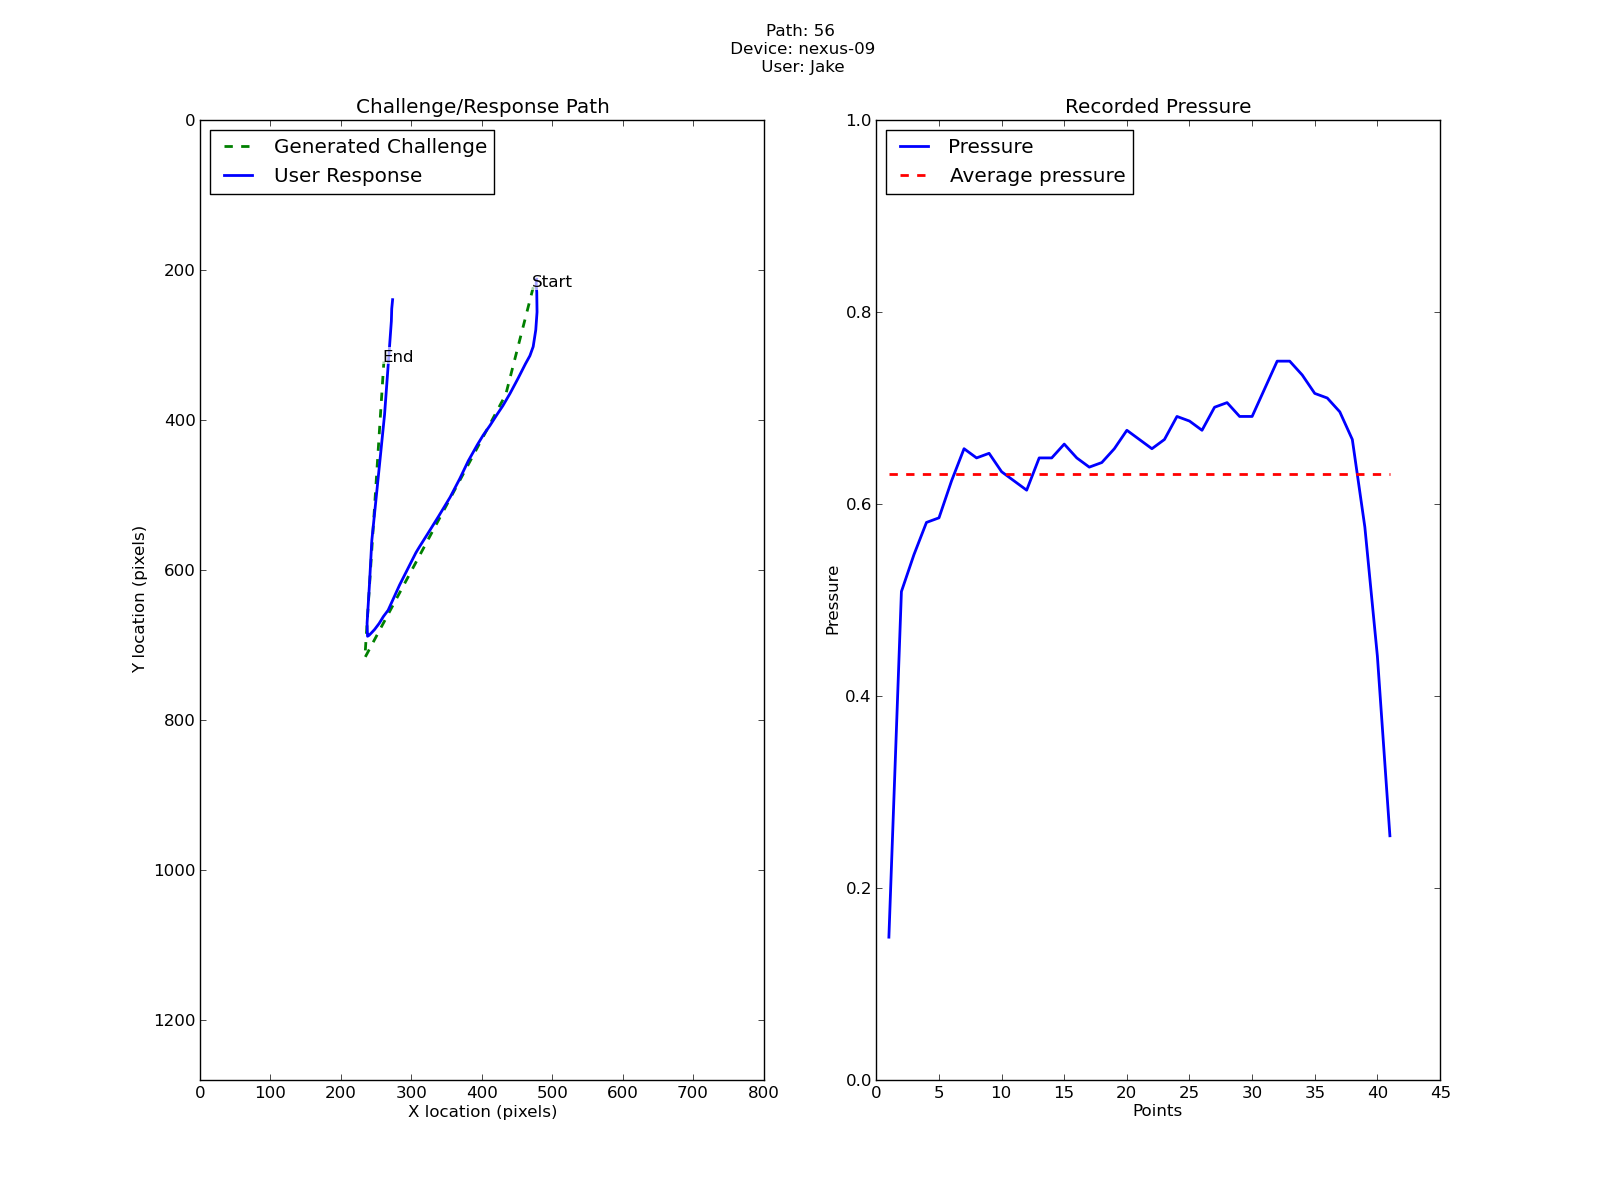 Path: 56
Device: nexus-09
User: Jake
Challenge/Response Path
Generated Challenge
User Response
Start
End
0
200
400
600
800
1000
1200
Y location (pixels)
0 100 200 300 400 500 600 700 800
X location (pixels)
Recorded Pressure
Pressure
Average pressure
1.0
0.8
0.6
0.4
0.2
0.0
Pressure
0 5 10 15 20 25 30 35 40 45
Points